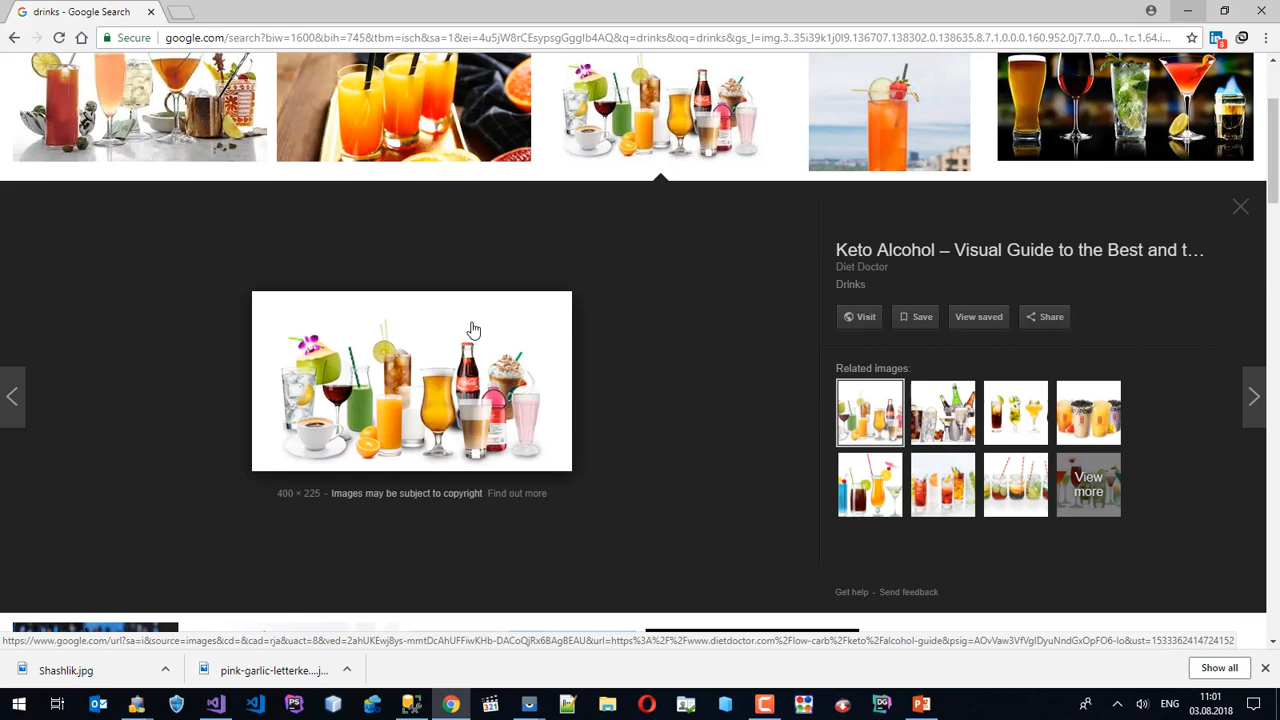 drinks - Google Search
Secure
google.com/search?biw=1600&bih=745&tbm=isch&sa=1&ei=4u5jW8rCEsypsgGggIb4AQ&q=drinks&oq=drinks&gs_l=img.3..35i39k1j0l9.136707.138302.0.138635.8.7.1.0.0.0.160.952.0j7.7.0....0...1c.1.64.im...
8
Keto Alcohol – Visual Guide to the Best and t...
Diet Doctor
Drinks
Visit
Save
View saved
Share
Related images:
View
more
400 × 225 - Images may be subject to copyright Find out more
Get help - Send feedback
Shashlik.jpg
pink-garlic-letterke....j...
Show all
ENG
11:01
03.08.2018